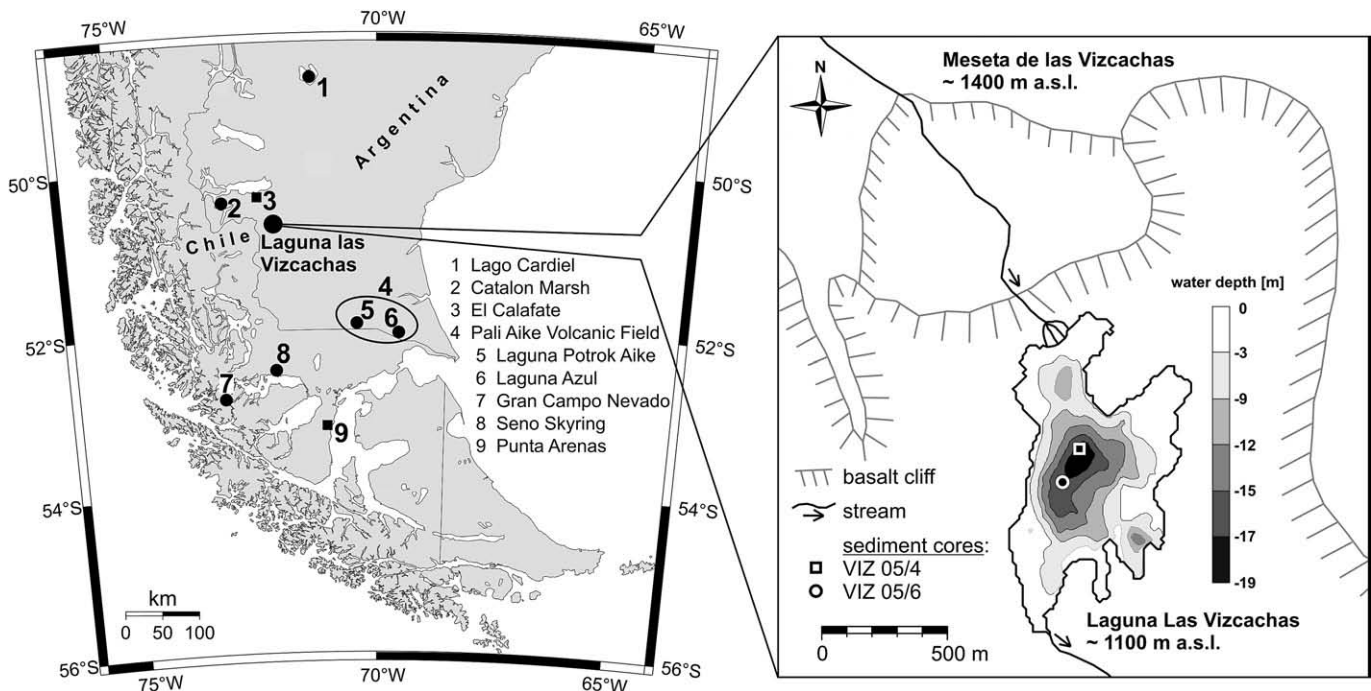 75°W
70°W
65°W
1
Argentina
50°S
50°S
2
3
Chile
Laguna las
Vizcachas
4
5
6
1 Lago Cardiel
2 Catalon Marsh
3 El Calafate
4 Pali Aike Volcanic Field
5 Laguna Potrok Aike
6 Laguna Azul
7 Gran Campo Nevado
8 Seno Skyring
9 Punta Arenas
52°S
52°S
8
7
9
54°S
54°S
km
0 50 100
56°S
56°S
75°W
70°W
65°W
Meseta de las Vizcachas
~ 1400 m a.s.l.
N
water depth [m]
0
-3
-9
-12
-15
-17
-19
basalt cliff
stream
sediment cores:
VIZ 05/4
VIZ 05/6
0 500 m
Laguna Las Vizcachas
~ 1100 m a.s.l.